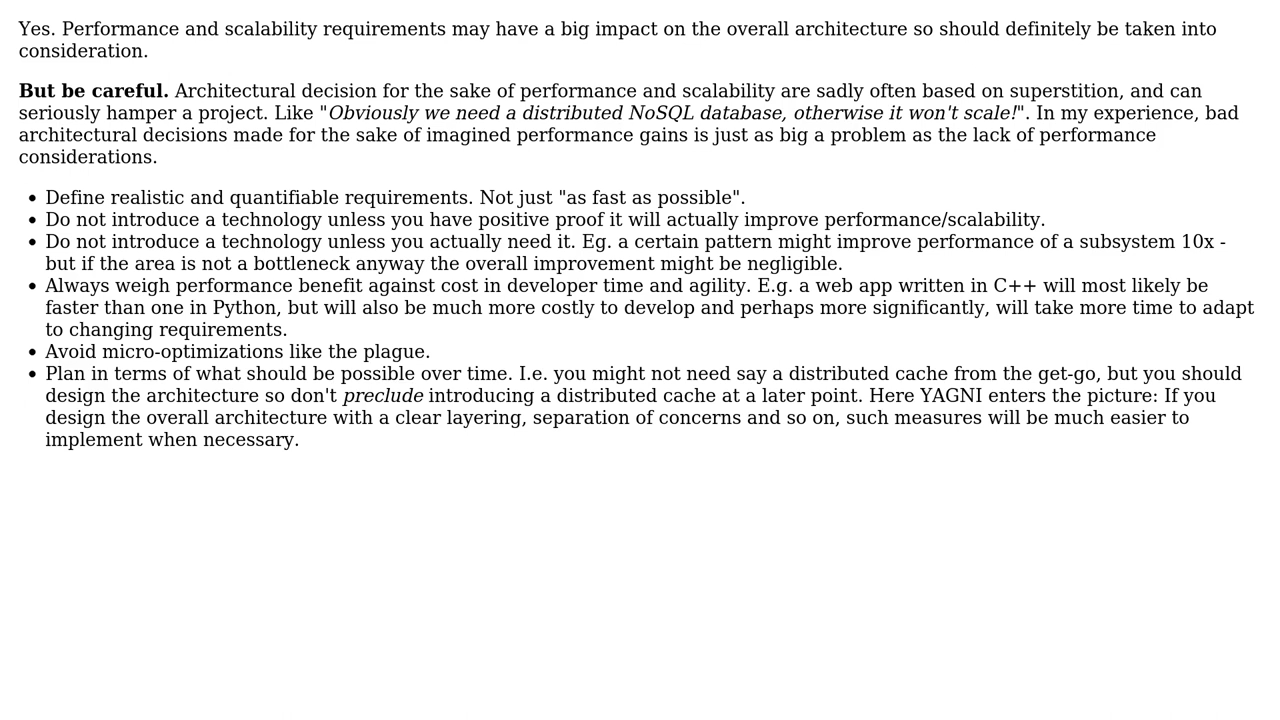 Yes. Performance and scalability requirements may have a big impact on the overall architecture so should definitely be taken into
consideration.
But be careful. Architectural decision for the sake of performance and scalability are sadly often based on superstition, and can
seriously hamper a project. Like "Obviously we need a distributed NoSQL database, otherwise it won't scale!". In my experience, bad
architectural decisions made for the sake of imagined performance gains is just as big a problem as the lack of performance
considerations.
• Define realistic and quantifiable requirements. Not just "as fast as possible".
• Do not introduce a technology unless you have positive proof it will actually improve performance/scalability.
• Do not introduce a technology unless you actually need it. Eg. a certain pattern might improve performance of a subsystem 10x -
but if the area is not a bottleneck anyway the overall improvement might be negligible.
• Always weigh performance benefit against cost in developer time and agility. E.g. a web app written in C++ will most likely be
faster than one in Python, but will also be much more costly to develop and perhaps more significantly, will take more time to adapt
to changing requirements.
• Avoid micro-optimizations like the plague.
• Plan in terms of what should be possible over time. I.e. you might not need say a distributed cache from the get-go, but you should
design the architecture so don't preclude introducing a distributed cache at a later point. Here YAGNI enters the picture: If you
design the overall architecture with a clear layering, separation of concerns and so on, such measures will be much easier to
implement when necessary.